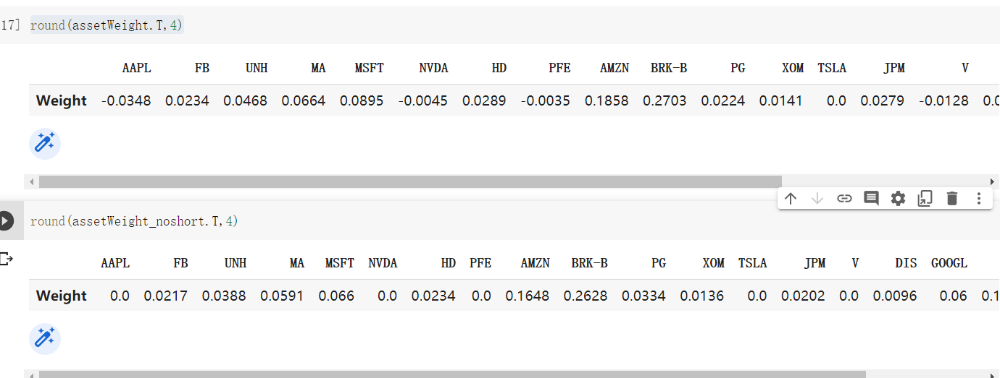 17] round(assetWeight.T,4)
AAPL FB UNH MA MSFT NVDA HD PFE AMZN BRK-B PG XOM TSLA JPM V
Weight -0.0348 0.0234 0.0468 0.0664 0.0895 -0.0045 0.0289 -0.0035 0.1858 0.2703 0.0224 0.0141 0.0 0.0279 -0.0128 0.0
round(assetWeight_noshort.T,4)
AAPL FB UNH MA MSFT NVDA HD PFE AMZN BRK-B PG XOM TSLA JPM V DIS GOOGL
Weight 0.0 0.0217 0.0388 0.0591 0.066 0.0 0.0234 0.0 0.1648 0.2628 0.0334 0.0136 0.0 0.0202 0.0 0.0096 0.06 0.1